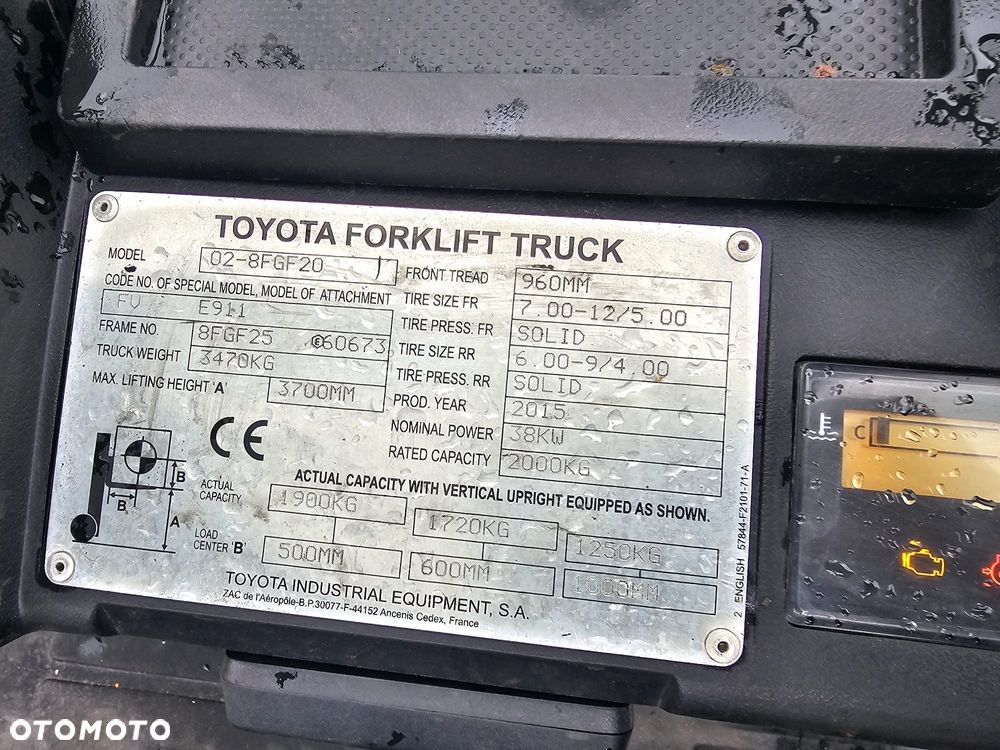 TOYOTA FORKLIFT TRUCK
MODEL 02-8FGF20
CODE NO. OF SPECIAL MODEL, MODEL OF ATTACHMENT
FV E911
FRAME NO. 8FGF25 E60673
TRUCK WEIGHT 3470KG
MAX. LIFTING HEIGHT 'A' 3700MM
FRONT TREAD 960MM
TIRE SIZE FR 7.00-12/5.00
TIRE PRESS. FR SOLID
TIRE SIZE RR 6.00-9/4.00
TIRE PRESS. RR SOLID
PROD. YEAR 2015
NOMINAL POWER 38KW
RATED CAPACITY 2000KG
CE
ACTUAL CAPACITY WITH VERTICAL UPRIGHT EQUIPPED AS SHOWN.
B
B
A
ACTUAL CAPACITY 1900KG 1720KG 1250KG
LOAD CENTER 'B' 500MM 600MM 1000MM
TOYOTA INDUSTRIAL EQUIPMENT, S.A.
ZAC de l'Aéropôle-B.P.30077-F-44152 Ancenis Cedex, France
2 ENGLISH 57844-F2101-71-A
C
OTOMOTO